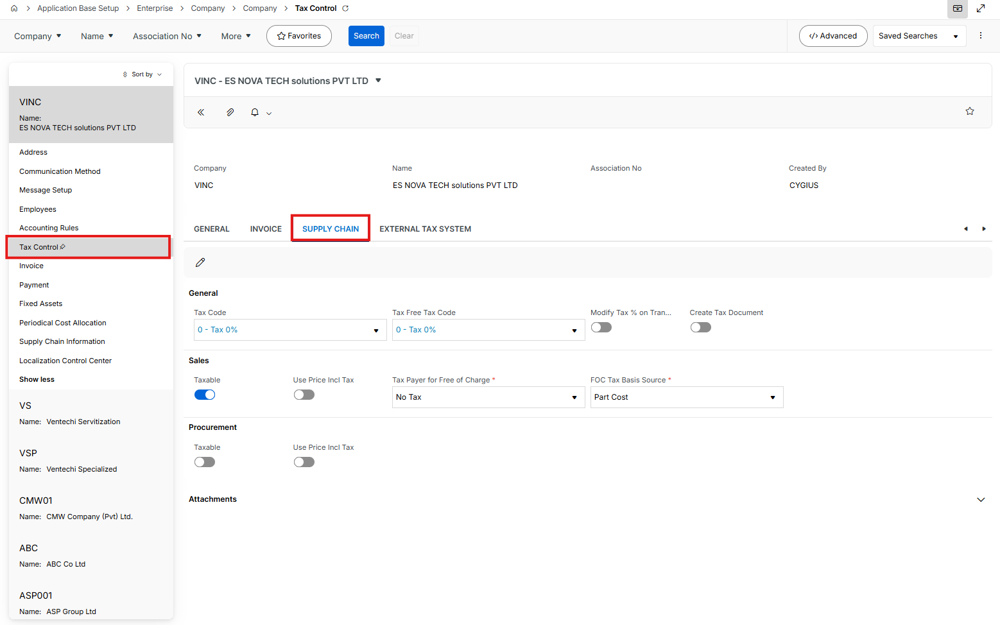 Application Base Setup > Enterprise > Company > Company > Tax Control
Company Name Association No More Favorites Search Clear </> Advanced Saved Searches
Sort by
VINC
Name:
ES NOVA TECH solutions PVT LTD
Address
Communication Method
Message Setup
Employees
Accounting Rules
Tax Control
Invoice
Payment
Fixed Assets
Periodical Cost Allocation
Supply Chain Information
Localization Control Center
Show less
VS
Name: Ventechi Servitization
VSP
Name: Ventechi Specialized
CMW01
Name: CMW Company (Pvt) Ltd.
ABC
Name: ABC Co Ltd
ASP001
Name: ASP Group Ltd
VINC - ES NOVA TECH solutions PVT LTD
Company Name Association No Created By
VINC ES NOVA TECH solutions PVT LTD CYGIUS
GENERAL INVOICE SUPPLY CHAIN EXTERNAL TAX SYSTEM
General
Tax Code Tax Free Tax Code Modify Tax % on Tran... Create Tax Document
0 - Tax 0% 0 - Tax 0%
Sales
Taxable Use Price Incl Tax Tax Payer for Free of Charge * FOC Tax Basis Source *
No Tax Part Cost
Procurement
Taxable Use Price Incl Tax
Attachments